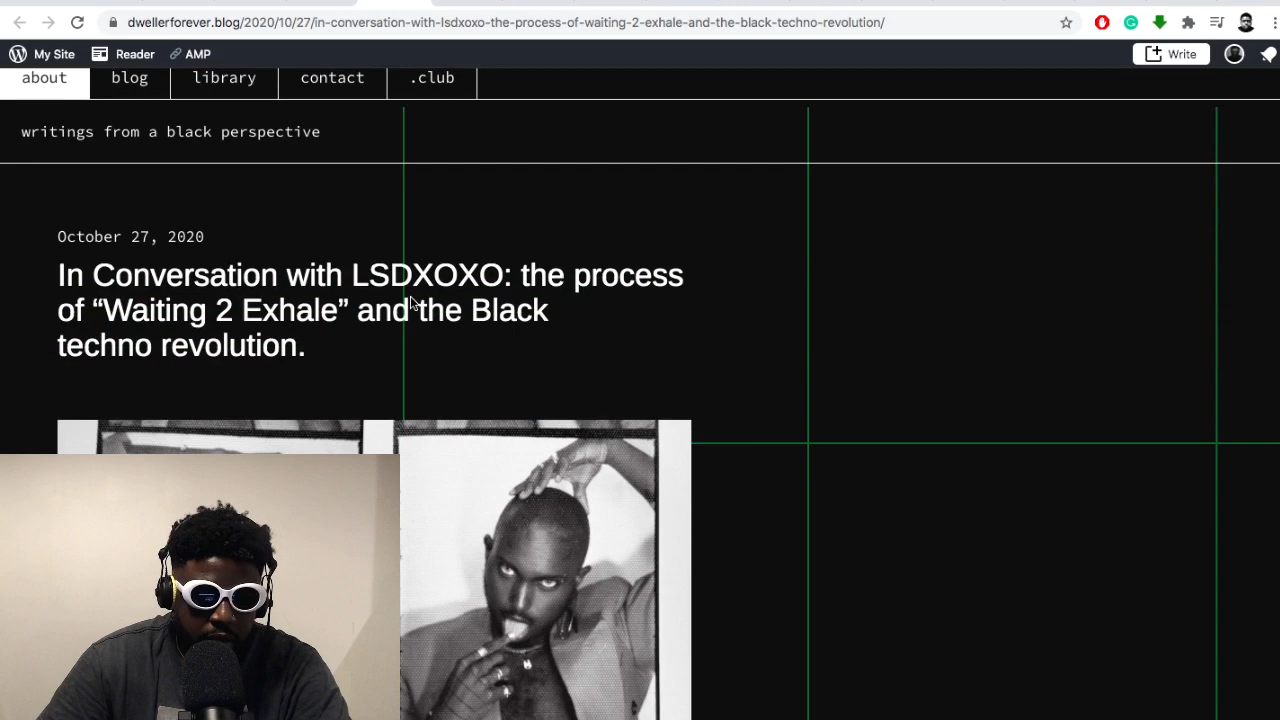 dwellerforever.blog/2020/10/27/in-conversation-with-lsdxoxo-the-process-of-waiting-2-exhale-and-the-black-techno-revolution/
My Site Reader AMP Write
about blog library contact .club
writings from a black perspective
October 27, 2020
In Conversation with LSDXOXO: the process
of “Waiting 2 Exhale” and the Black
techno revolution.